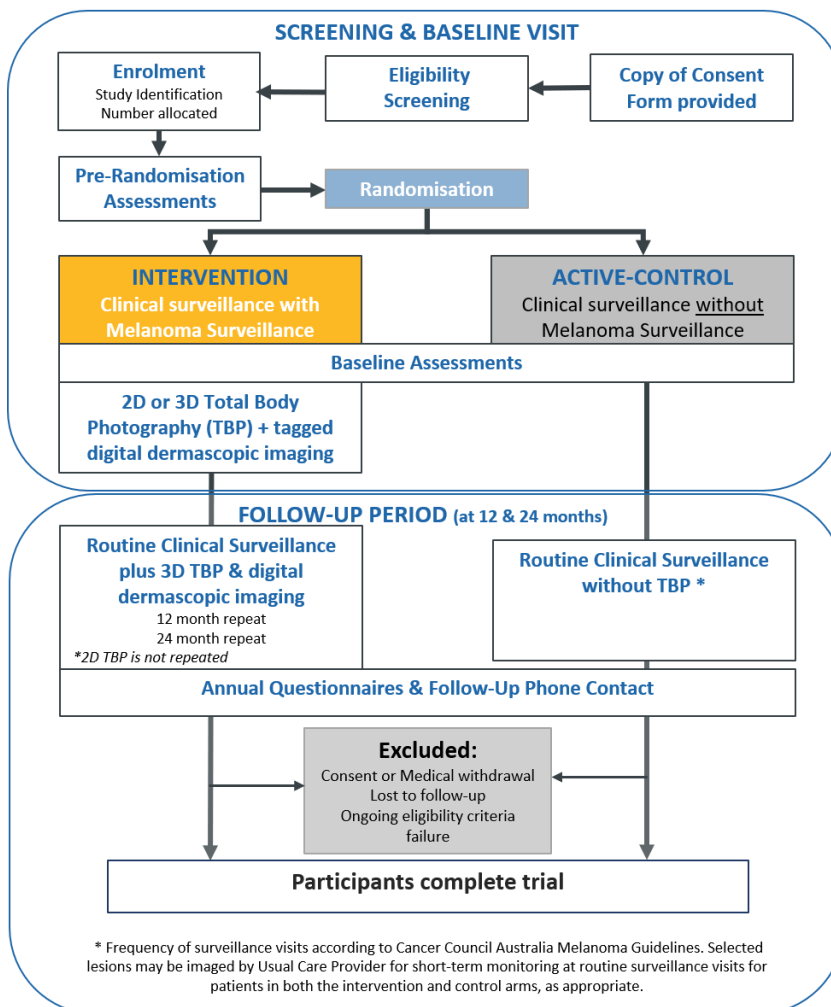 SCREENING & BASELINE VISIT
Copy of Consent
Form provided
Eligibility
Screening
Enrolment
Study Identification
Number allocated
Pre-Randomisation
Assessments
Randomisation
INTERVENTION
Clinical surveillance with
Melanoma Surveillance
ACTIVE-CONTROL
Clinical surveillance without
Melanoma Surveillance
Baseline Assessments
2D or 3D Total Body
Photography (TBP) + tagged
digital dermascopic imaging
FOLLOW-UP PERIOD (at 12 & 24 months)
Routine Clinical Surveillance
plus 3D TBP & digital
dermascopic imaging
12 month repeat
24 month repeat
*2D TBP is not repeated
Routine Clinical Surveillance
without TBP *
Annual Questionnaires & Follow-Up Phone Contact
Excluded:
Consent or Medical withdrawal
Lost to follow-up
Ongoing eligibility criteria
failure
Participants complete trial
* Frequency of surveillance visits according to Cancer Council Australia Melanoma Guidelines. Selected
lesions may be imaged by Usual Care Provider for short-term monitoring at routine surveillance visits for
patients in both the intervention and control arms, as appropriate.